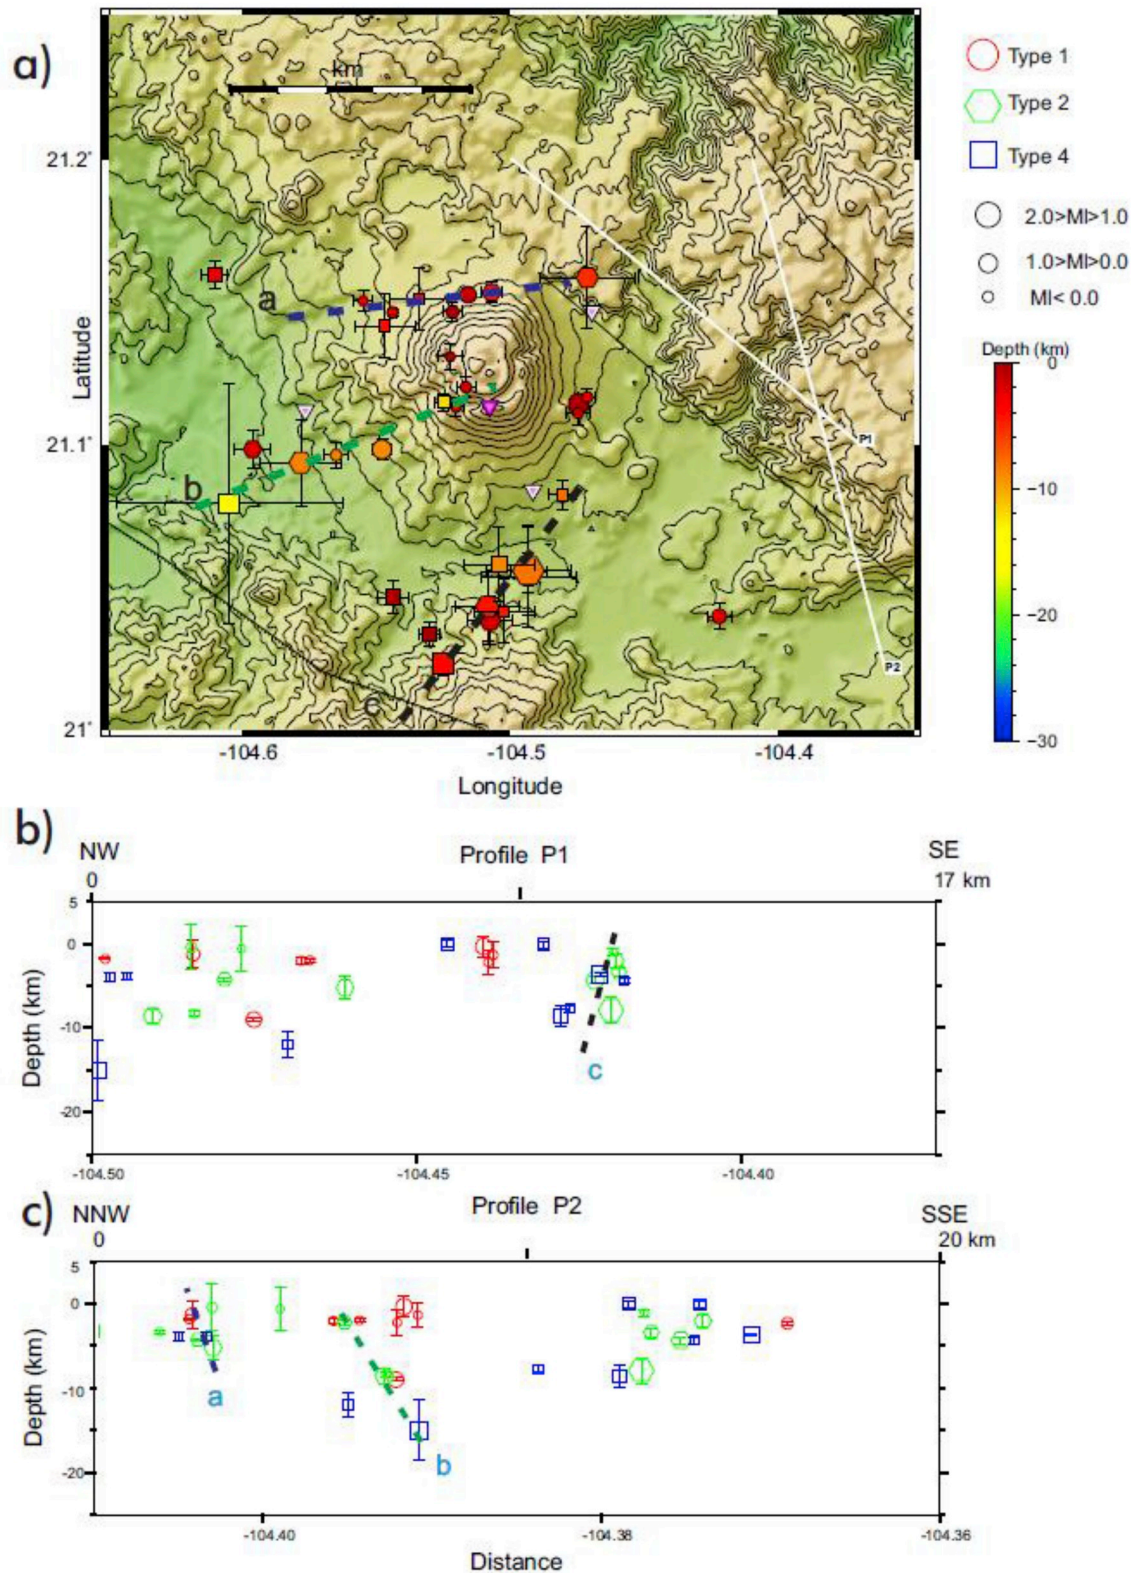 a)
km
10
21.2°
21.1°
21°
Latitude
a
b
c
P1
P2
-104.6
-104.5
-104.4
Longitude
Type 1
Type 2
Type 4
2.0>Ml>1.0
1.0>Ml>0.0
Ml< 0.0
Depth (km)
0
-10
-20
-30
b)
NW
Profile P1
SE
0
17 km
5
0
-10
-20
Depth (km)
c
-104.50
-104.45
-104.40
c)
NNW
Profile P2
SSE
0
20 km
5
0
-10
-20
Depth (km)
a
b
-104.40
-104.38
-104.36
Distance